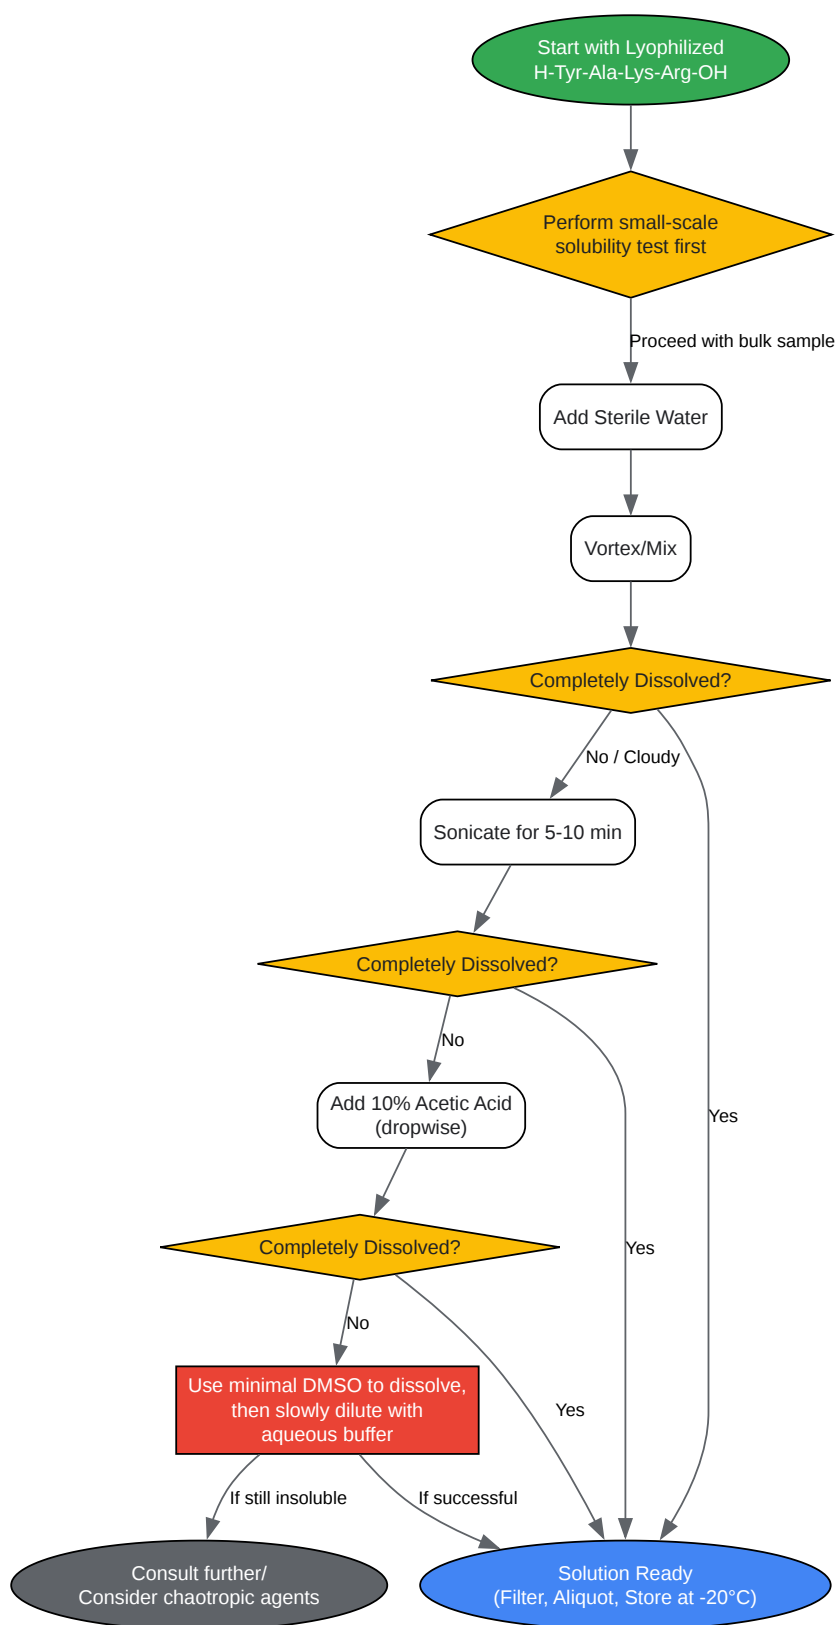 Start with Lyophilized
H-Tyr-Ala-Lys-Arg-OH
Perform small-scale
solubility test first
Proceed with bulk sample
Add Sterile Water
Vortex/Mix
Completely Dissolved?
No / Cloudy
Sonicate for 5-10 min
Completely Dissolved?
No
Add 10% Acetic Acid
(dropwise)
Yes
Completely Dissolved?
Yes
No
Use minimal DMSO to dissolve,
then slowly dilute with
aqueous buffer
Yes
If still insoluble
If successful
Consult further/
Consider chaotropic agents
Solution Ready
(Filter, Aliquot, Store at -20°C)